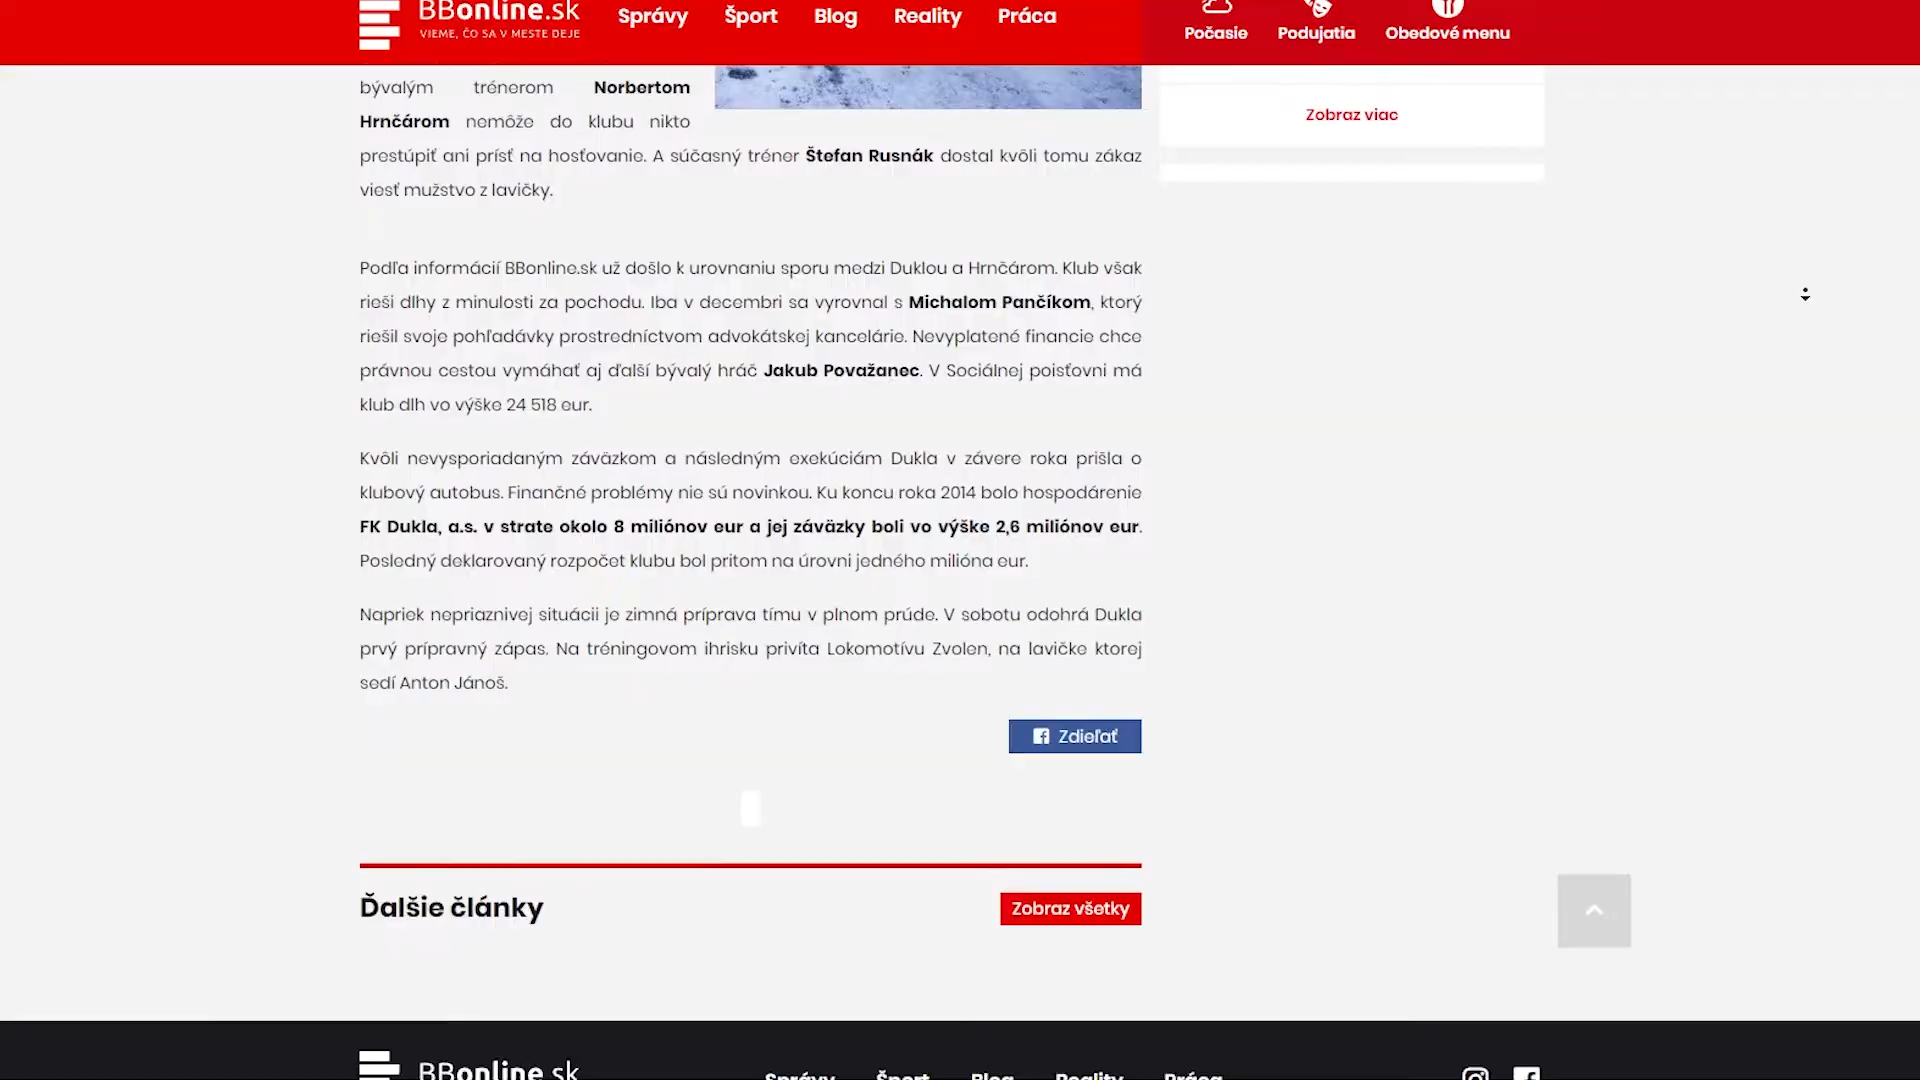 BBonline.sk
VIEME, ČO SA V MESTE DEJE
Správy
Šport
Blog
Reality
Práca
Počasie
Podujatia
Obedové menu
bývalým trénerom Norbertom
Hrnčárom nemôže do klubu nikto
prestúpiť ani prísť na hosťovanie. A súčasný tréner Štefan Rusnák dostal kvôli tomu zákaz
viesť mužstvo z lavičky.
Zobraz viac
Podľa informácií BBonline.sk už došlo k urovnaniu sporu medzi Duklou a Hrnčárom. Klub však
rieši dlhy z minulosti za pochodu. Iba v decembri sa vyrovnal s Michalom Pančíkom, ktorý
riešil svoje pohľadávky prostredníctvom advokátskej kancelárie. Nevyplatené financie chce
právnou cestou vymáhať aj ďalší bývalý hráč Jakub Považanec. V Sociálnej poisťovni má
klub dlh vo výške 24 518 eur.
Kvôli nevysporiadaným záväzkom a následným exekúciám Dukla v závere roka prišla o
klubový autobus. Finančné problémy nie sú novinkou. Ku koncu roka 2014 bolo hospodárenie
FK Dukla, a.s. v strate okolo 8 miliónov eur a jej záväzky boli vo výške 2,6 miliónov eur.
Posledný deklarovaný rozpočet klubu bol pritom na úrovni jedného milióna eur.
Napriek nepriaznivej situácii je zimná príprava tímu v plnom prúde. V sobotu odohrá Dukla
prvý prípravný zápas. Na tréningovom ihrisku privíta Lokomotívu Zvolen, na lavičke ktorej
sedí Anton Jánoš.
Zdieľať
Ďalšie články
Zobraz všetky
BBonline.sk
Správy
Šport
Blog
Reality
Práca